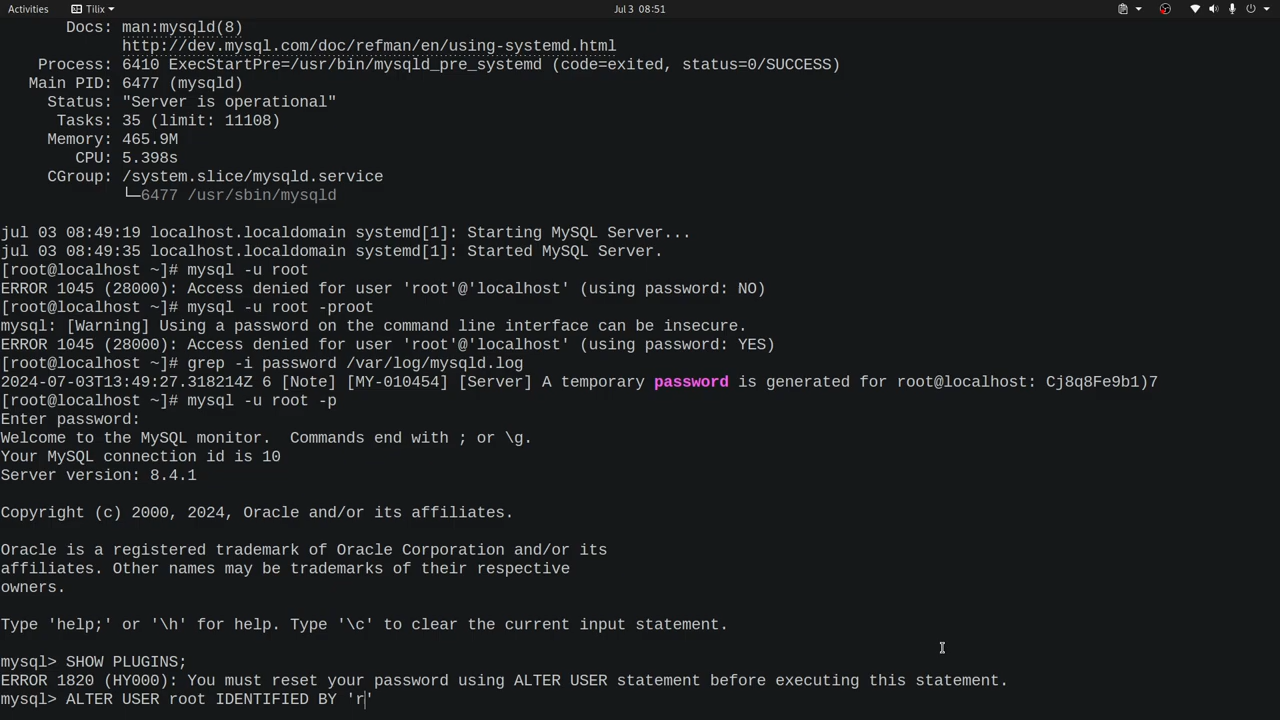 Activities Tilix Jul 3 08:51
Docs: man:mysqld(8)
http://dev.mysql.com/doc/refman/en/using-systemd.html
Process: 6410 ExecStartPre=/usr/bin/mysqld_pre_systemd (code=exited, status=0/SUCCESS)
Main PID: 6477 (mysqld)
Status: "Server is operational"
Tasks: 35 (limit: 11108)
Memory: 465.9M
CPU: 5.398s
CGroup: /system.slice/mysqld.service
└─6477 /usr/sbin/mysqld
jul 03 08:49:19 localhost.localdomain systemd[1]: Starting MySQL Server...
jul 03 08:49:35 localhost.localdomain systemd[1]: Started MySQL Server.
[root@localhost ~]# mysql -u root
ERROR 1045 (28000): Access denied for user 'root'@'localhost' (using password: NO)
[root@localhost ~]# mysql -u root -proot
mysql: [Warning] Using a password on the command line interface can be insecure.
ERROR 1045 (28000): Access denied for user 'root'@'localhost' (using password: YES)
[root@localhost ~]# grep -i password /var/log/mysqld.log
2024-07-03T13:49:27.318214Z 6 [Note] [MY-010454] [Server] A temporary password is generated for root@localhost: Cj8q8Fe9b1)7
[root@localhost ~]# mysql -u root -p
Enter password:
Welcome to the MySQL monitor.  Commands end with ; or \g.
Your MySQL connection id is 10
Server version: 8.4.1
Copyright (c) 2000, 2024, Oracle and/or its affiliates.
Oracle is a registered trademark of Oracle Corporation and/or its
affiliates. Other names may be trademarks of their respective
owners.
Type 'help;' or '\h' for help. Type '\c' to clear the current input statement.
mysql> SHOW PLUGINS;
ERROR 1820 (HY000): You must reset your password using ALTER USER statement before executing this statement.
mysql> ALTER USER root IDENTIFIED BY 'r'